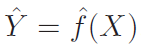 Ŷ = f̂(X)